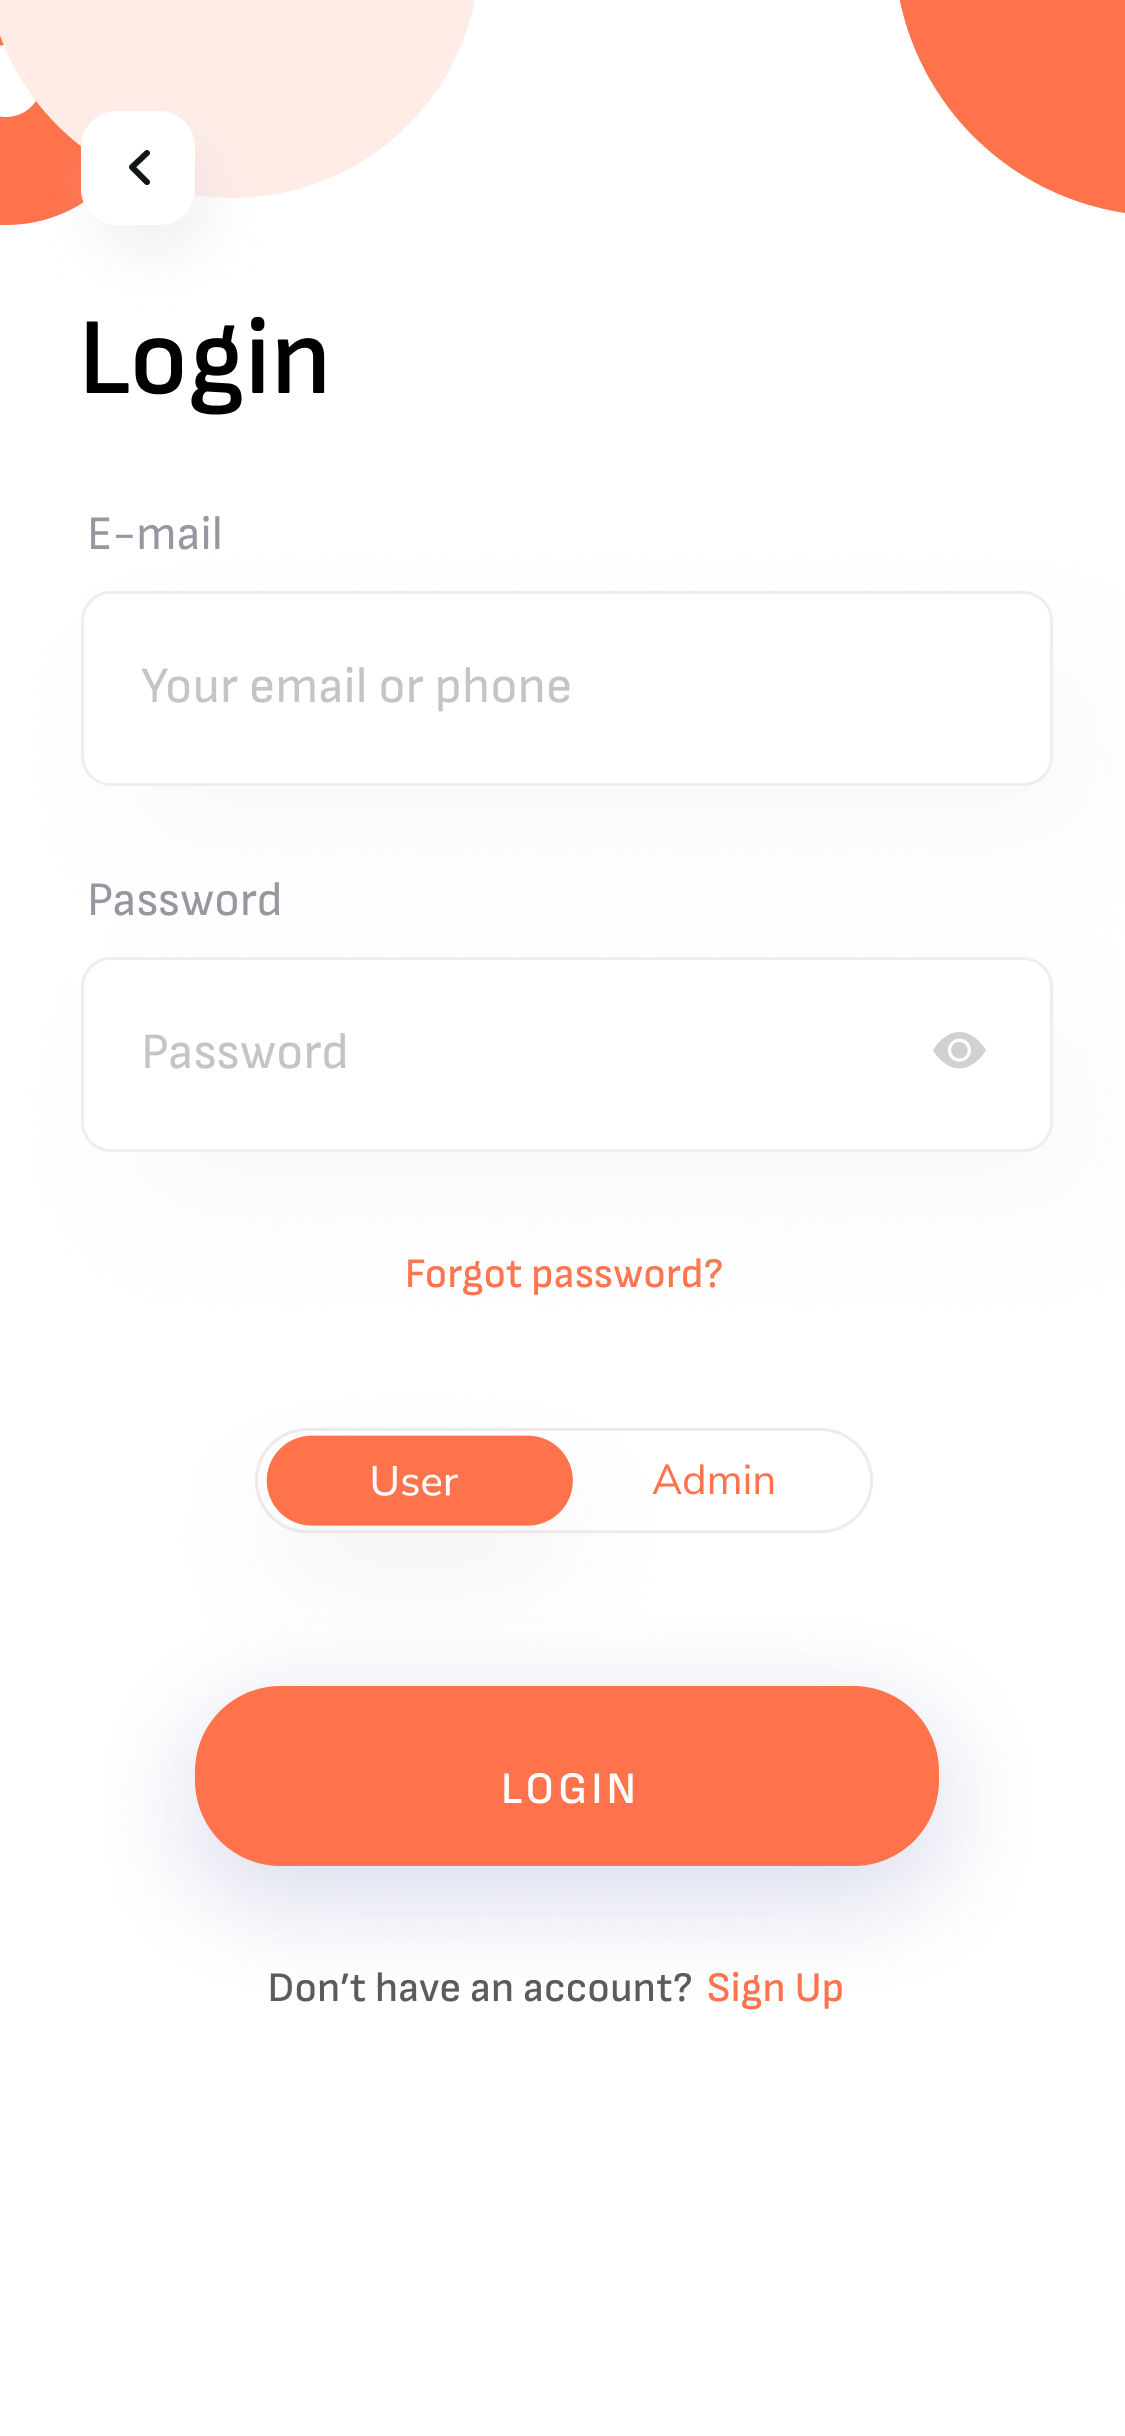 Login
E-mail
Your email or phone
Password
Password
Forgot password?
User Admin
LOGIN
Don’t have an account? Sign Up